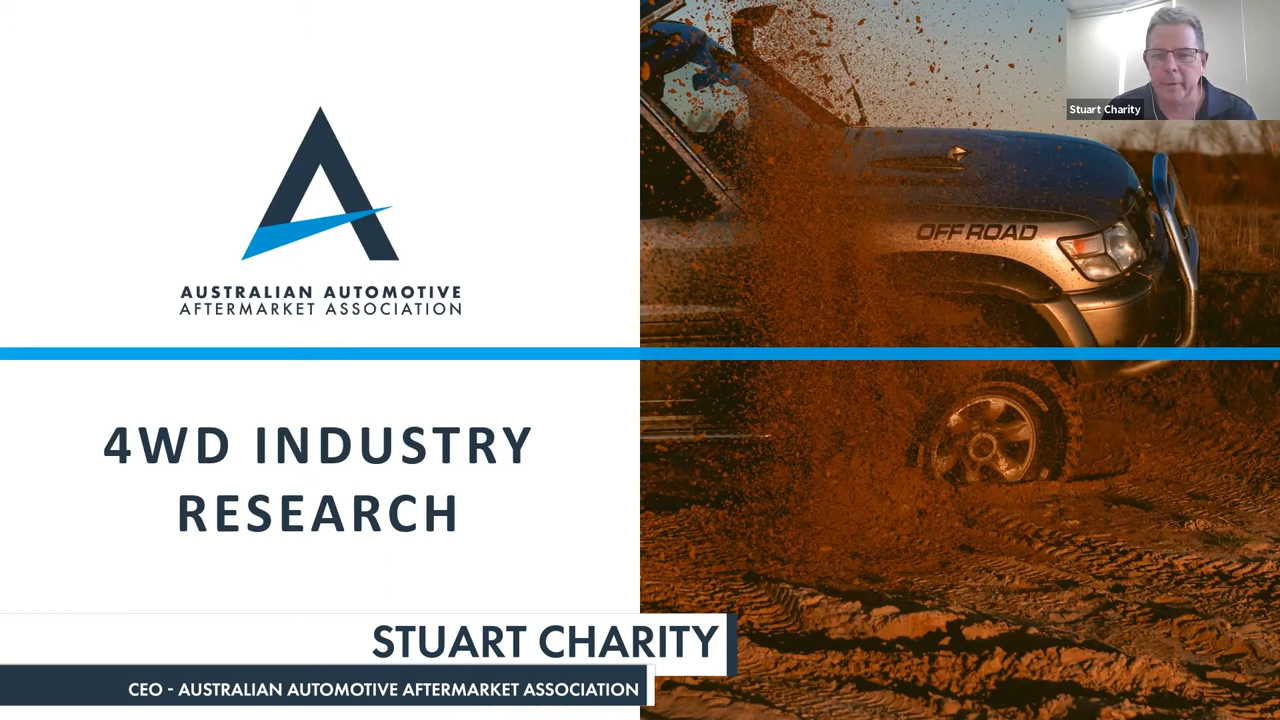 AUSTRALIAN AUTOMOTIVE
AFTERMARKET ASSOCIATION
4WD INDUSTRY
RESEARCH
STUART CHARITY
CEO - AUSTRALIAN AUTOMOTIVE AFTERMARKET ASSOCIATION
Stuart Charity
OFF ROAD